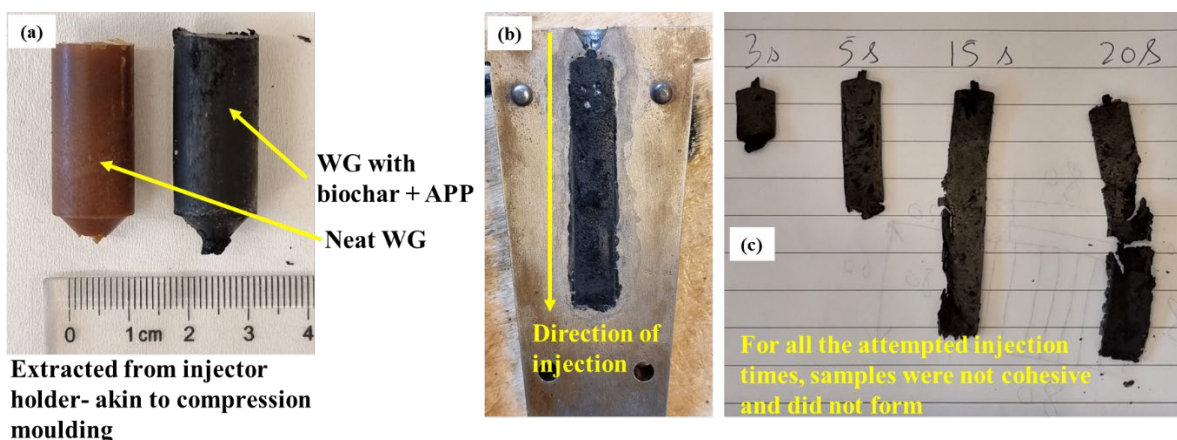 (a)
WG with
biochar + APP
Neat WG
0 1 cm 2 3 4
Extracted from injector
holder- akin to compression
moulding
(b)
Direction of
injection
3s 5s 15s 20s
(c)
For all the attempted injection
times, samples were not cohesive
and did not form